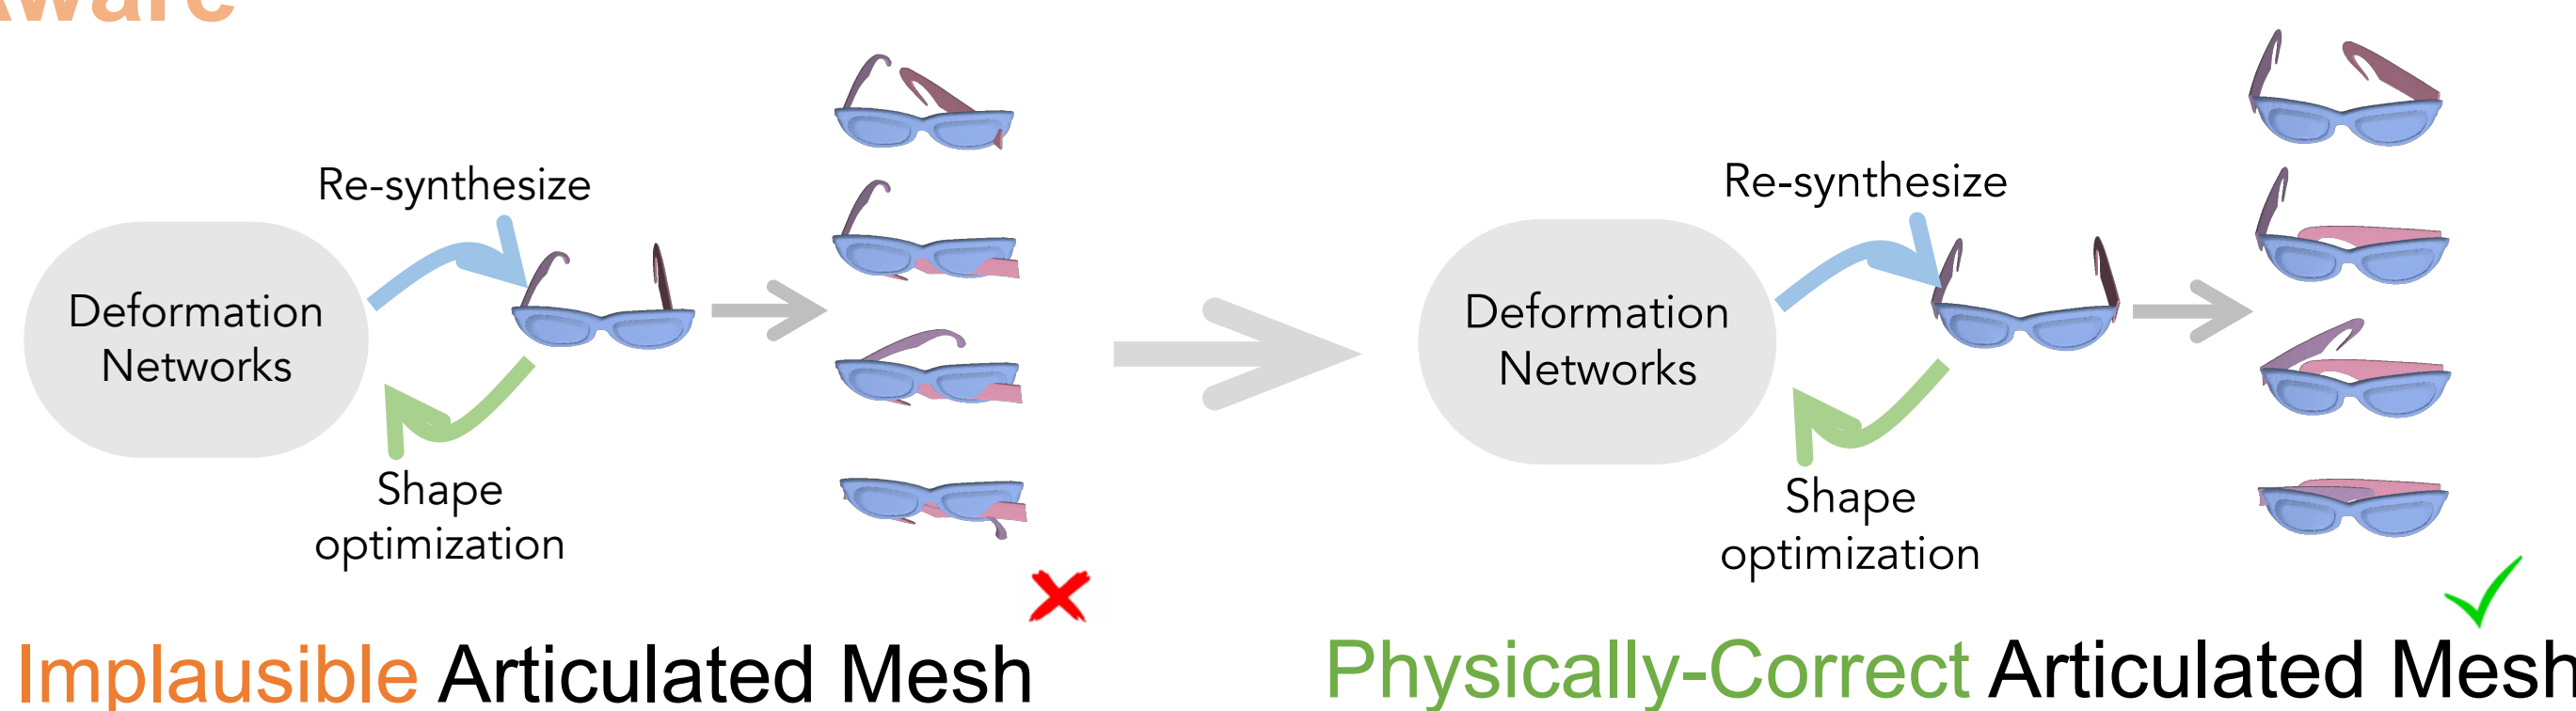 Aware
Re-synthesize
Deformation
Networks
Shape
optimization
Implausible Articulated Mesh
Re-synthesize
Deformation
Networks
Shape
optimization
Physically-Correct Articulated Mesh